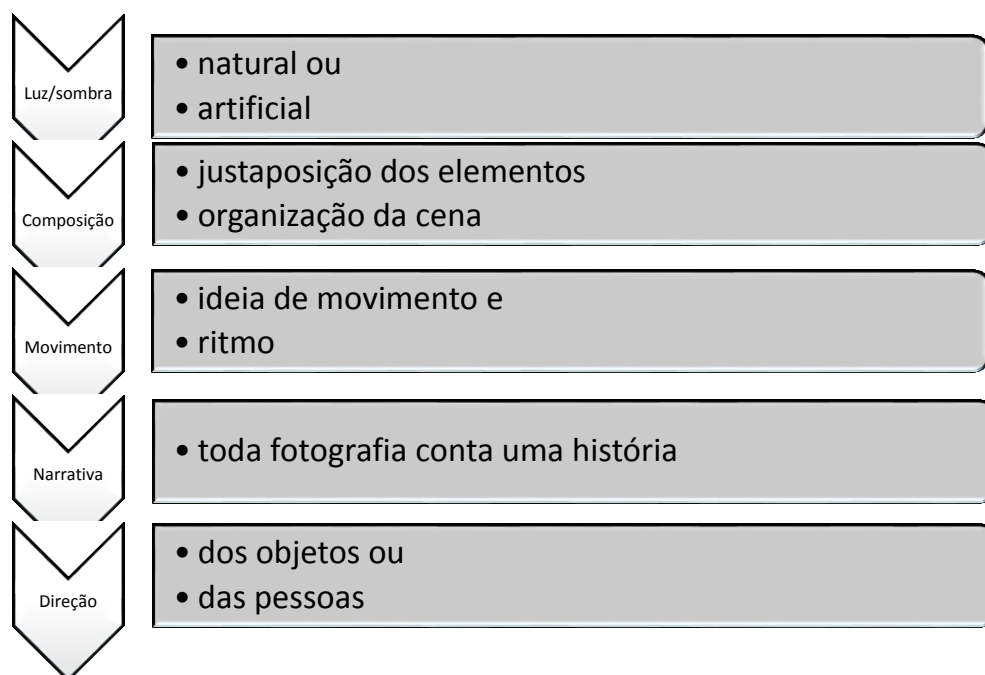 Luz/sombra
• natural ou
• artificial
Composição
• justaposição dos elementos
• organização da cena
Movimento
• ideia de movimento e
• ritmo
Narrativa
• toda fotografia conta uma história
Direção
• dos objetos ou
• das pessoas